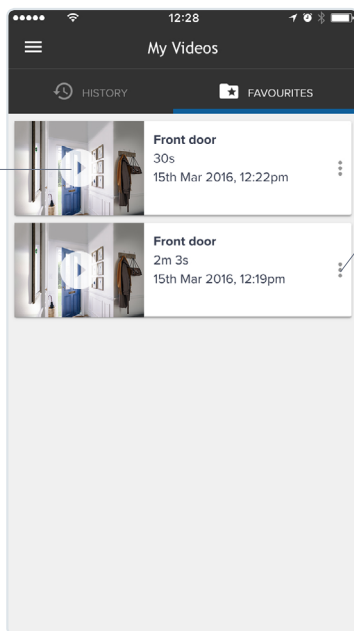 12:28
My Videos
HISTORY
FAVOURITES
Front door
30s
15th Mar 2016, 12:22pm
Front door
2m 3s
15th Mar 2016, 12:19pm